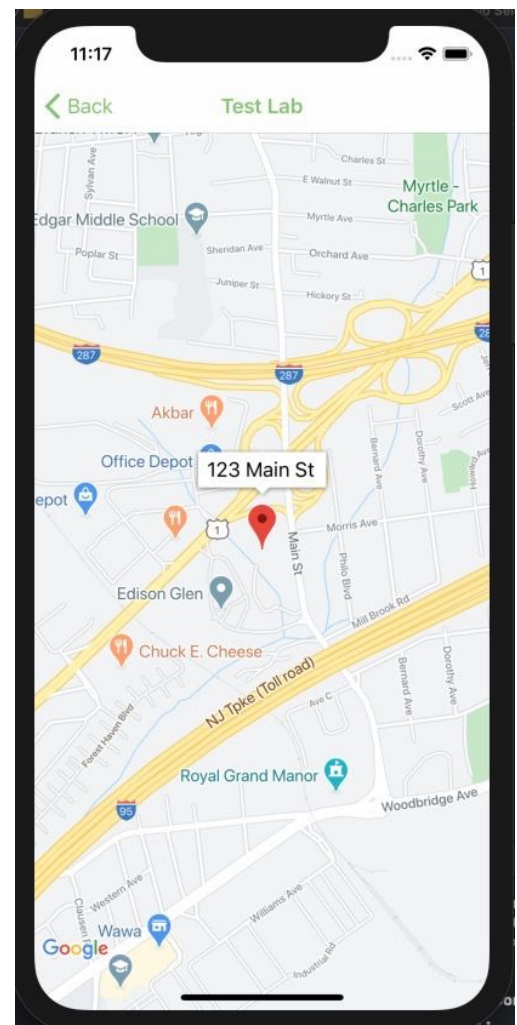 11:17
Back
Test Lab
Charles St
E Walnut St
Myrtle -
Charles Park
Sylvan Ave
Edgar Middle School
Myrtle Ave
Poplar St
Sheridan Ave
Orchard Ave
Juniper St
Hickory St
1
287
287
Akbar
Scott Ave
Office Depot
123 Main St
Bernard Ave
Dorothy Ave
Howard
epot
1
Main St
Morris Ave
Philo Blvd
Edison Glen
Mill Brook Rd
Chuck E. Cheese
NJ Tpke (Toll road)
Bernard Ave
Dorothy Ave
Ave C
Forest Haven Blvd
Royal Grand Manor
95
Woodbridge Ave
Western Ave
Williams Ave
Wawa
Google
Industrial Rd